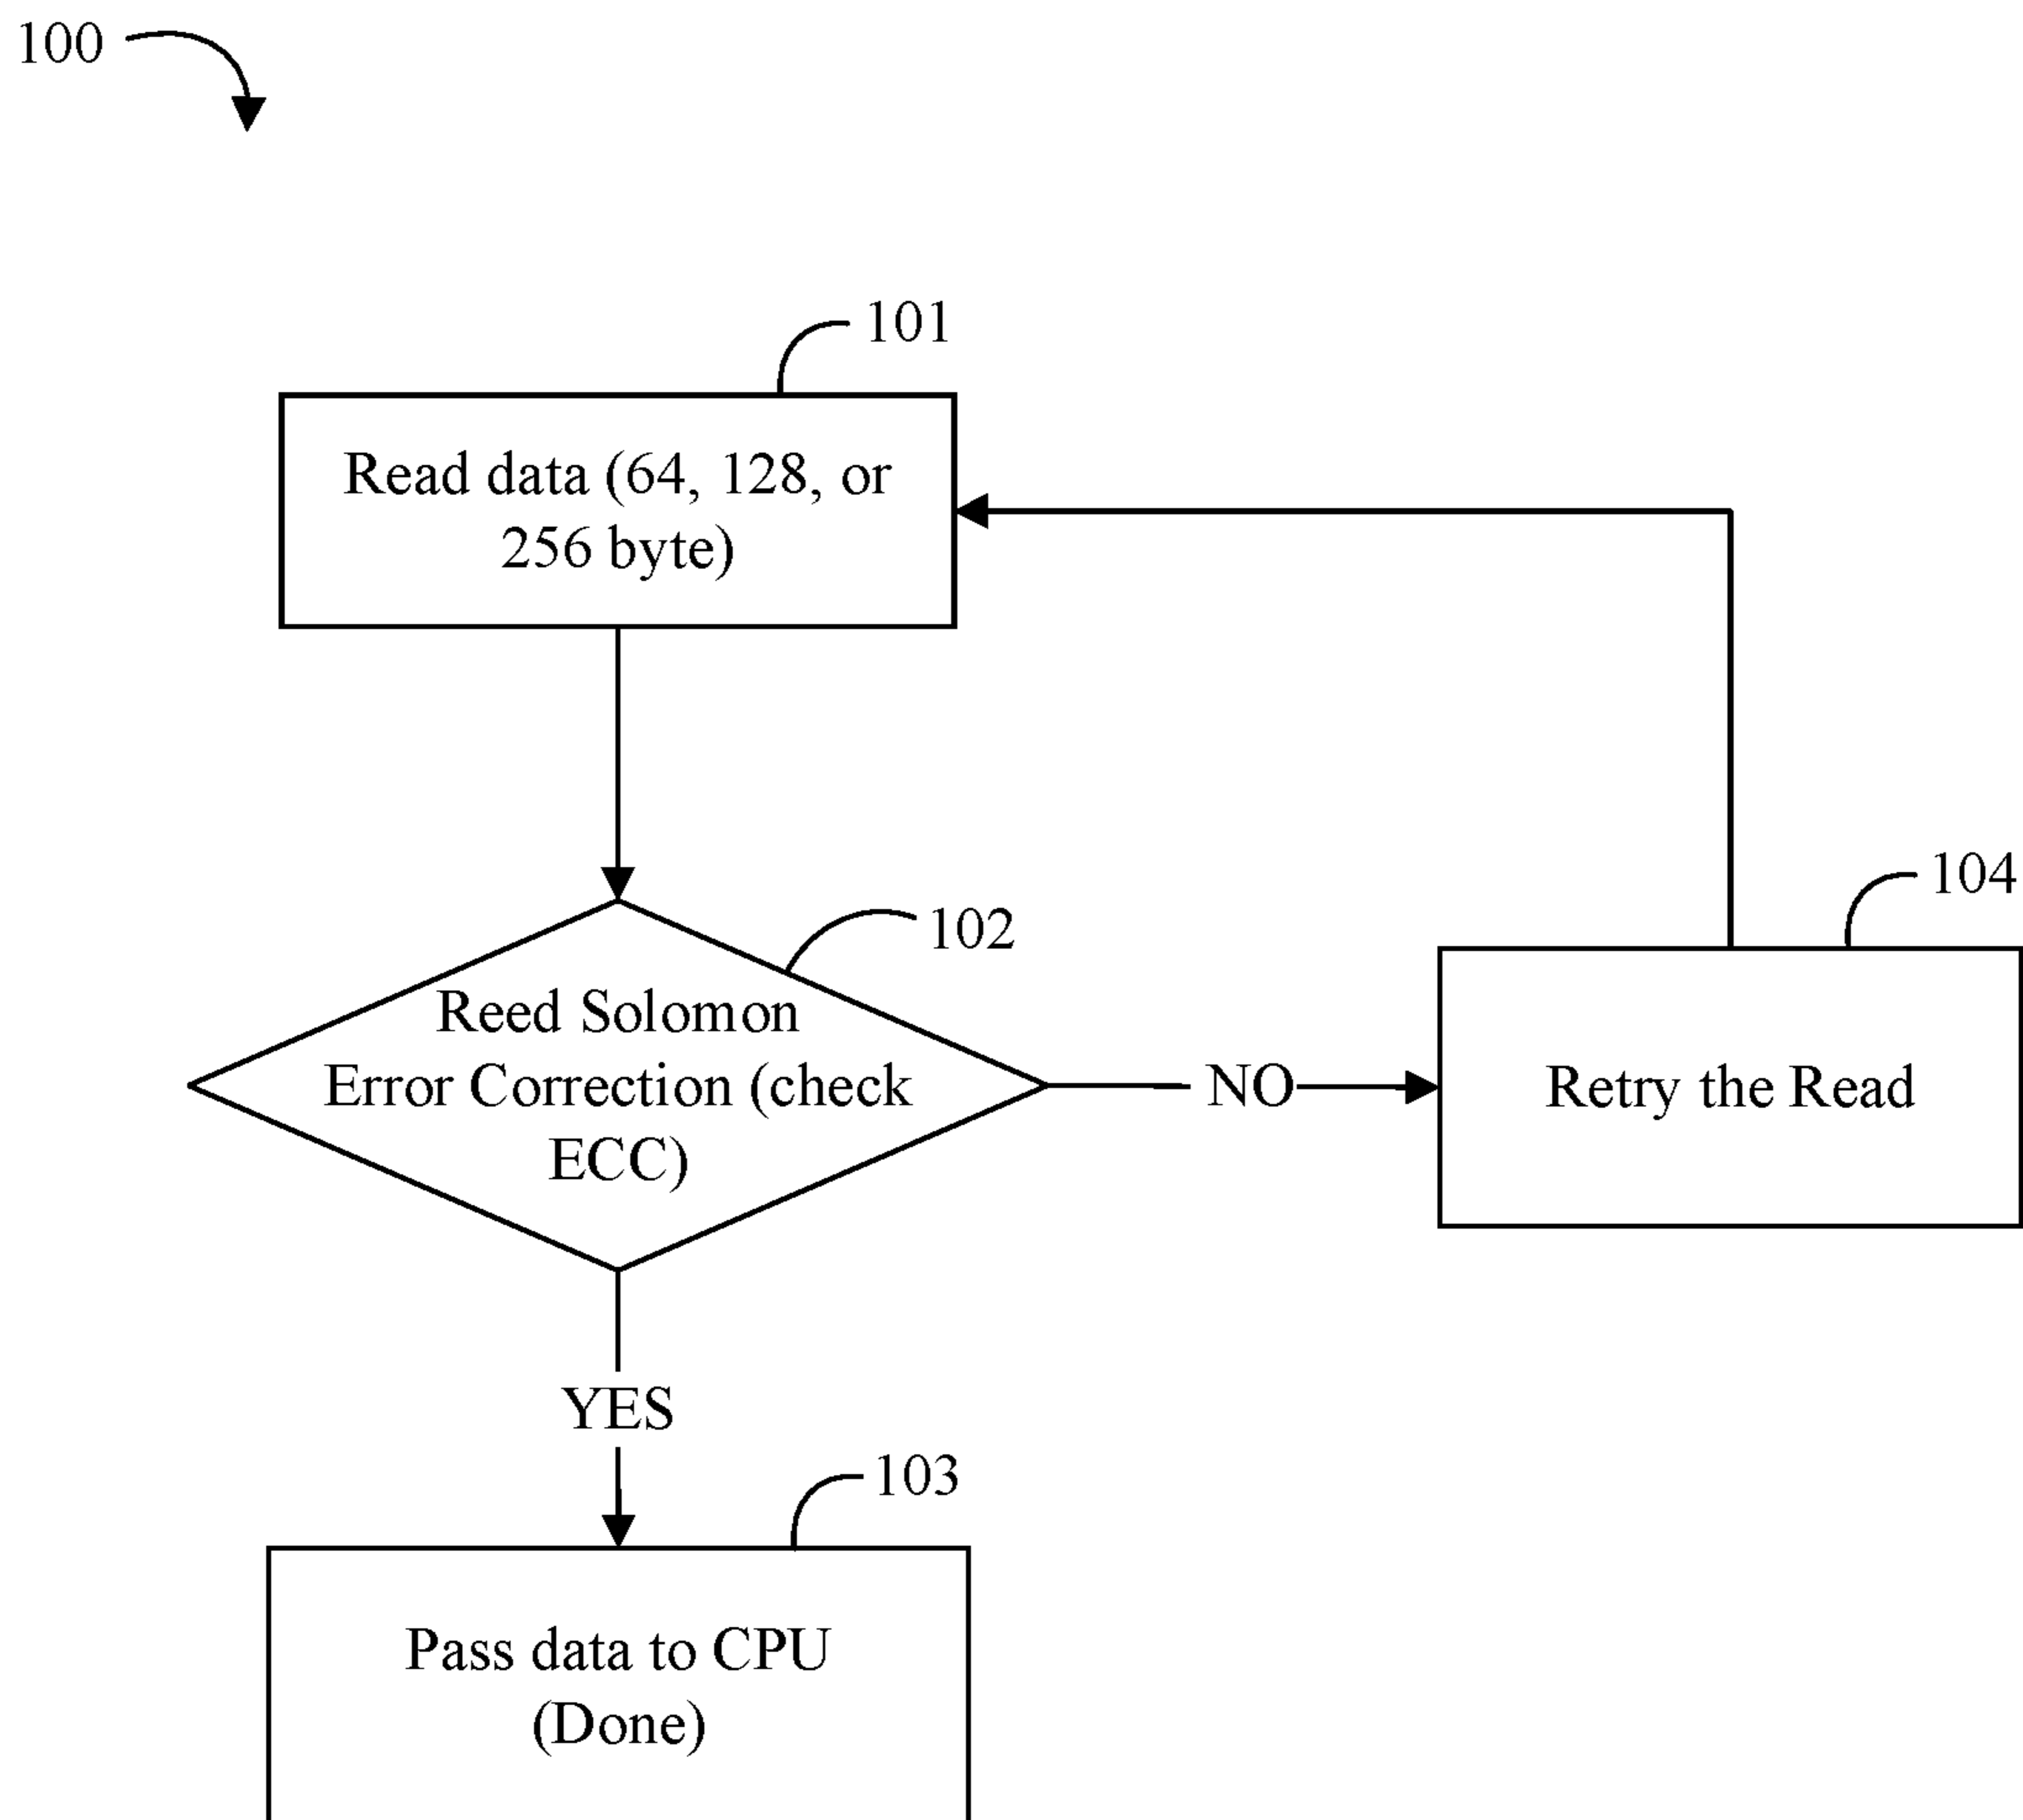 100
101
Read data (64, 128, or
256 byte)
102
104
Reed Solomon
Error Correction (check
ECC)
NO
Retry the Read
YES
103
Pass data to CPU
(Done)